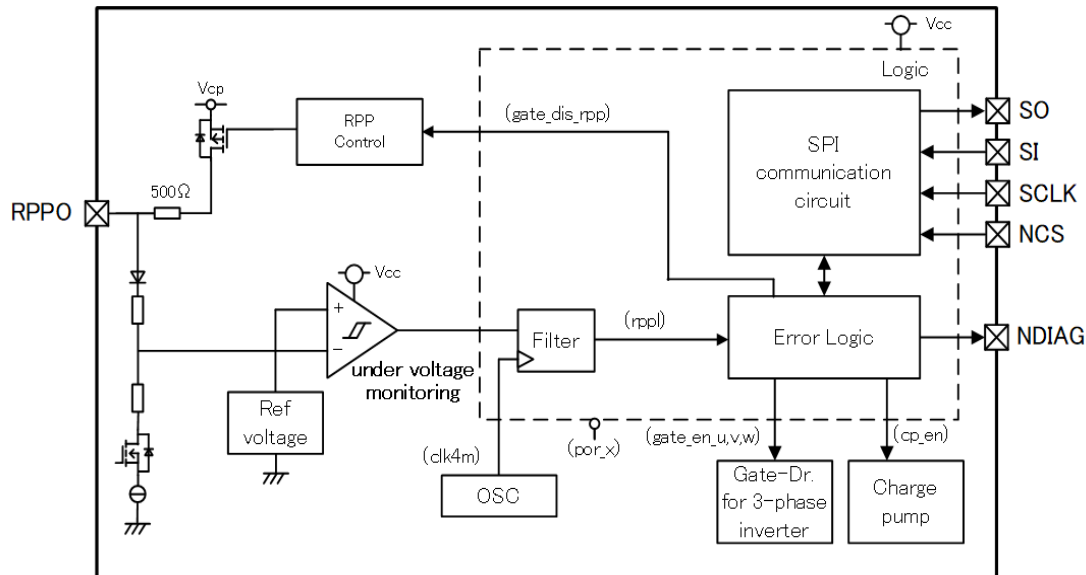 Vcc
Logic
Vcp
RPP
Control
(gate_dis_rpp)
SPI
communication
circuit
SO
SI
SCLK
NCS
500Ω
RPPO
Vcc
+
−
under voltage
monitoring
Filter
(rppl)
Error Logic
NDIAG
Ref
voltage
(clk4m)
OSC
(por_x)
(gate_en_u,v,w)
(cp_en)
Gate-Dr.
for 3-phase
inverter
Charge
pump